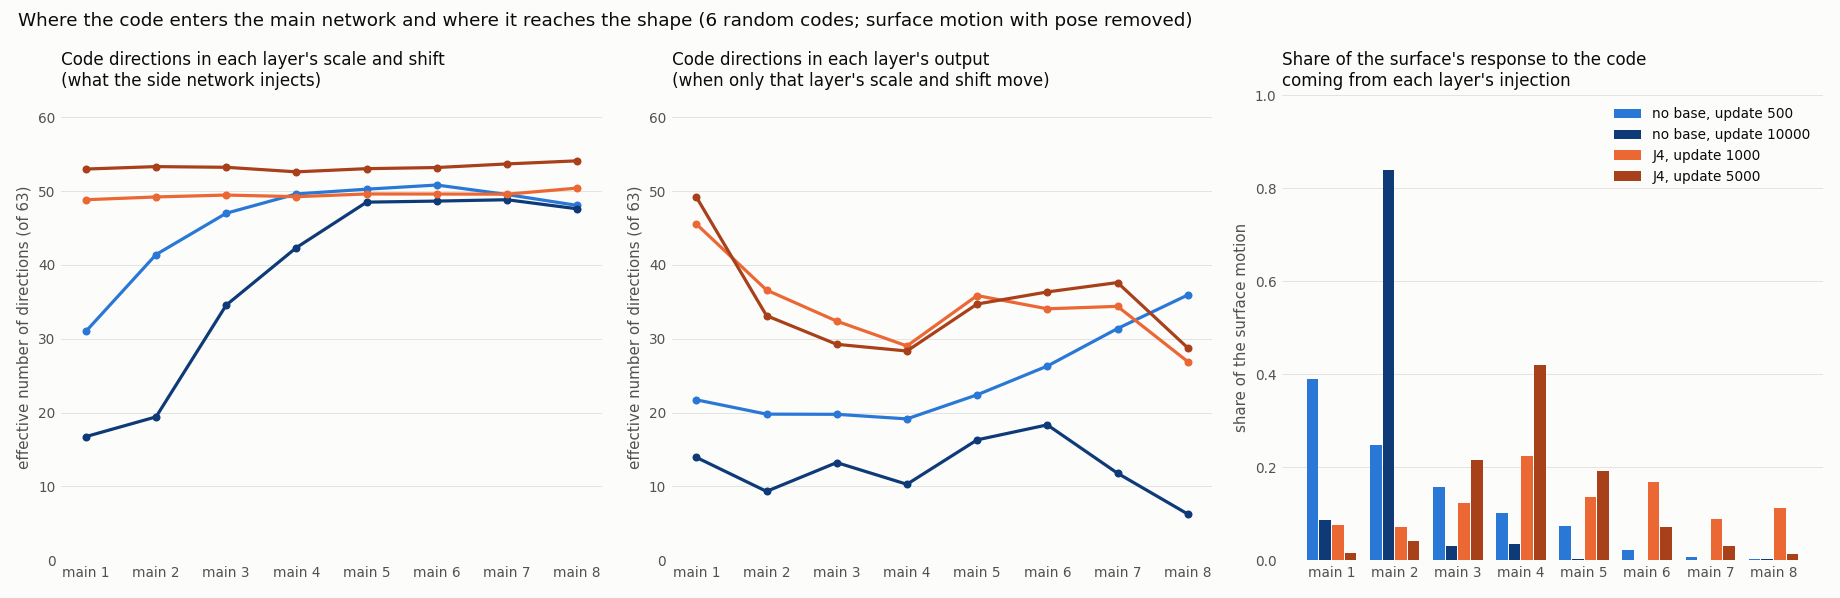 Where the code enters the main network and where it reaches the shape (6 random codes; surface motion with pose removed)
Code directions in each layer's scale and shift
(what the side network injects)
effective number of directions (of 63)
60
50
40
30
20
10
0
main 1 main 2 main 3 main 4 main 5 main 6 main 7 main 8
Code directions in each layer's output
(when only that layer's scale and shift move)
effective number of directions (of 63)
60
50
40
30
20
10
0
main 1 main 2 main 3 main 4 main 5 main 6 main 7 main 8
Share of the surface's response to the code
coming from each layer's injection
share of the surface motion
1.0
0.8
0.6
0.4
0.2
0.0
no base, update 500
no base, update 10000
J4, update 1000
J4, update 5000
main 1 main 2 main 3 main 4 main 5 main 6 main 7 main 8